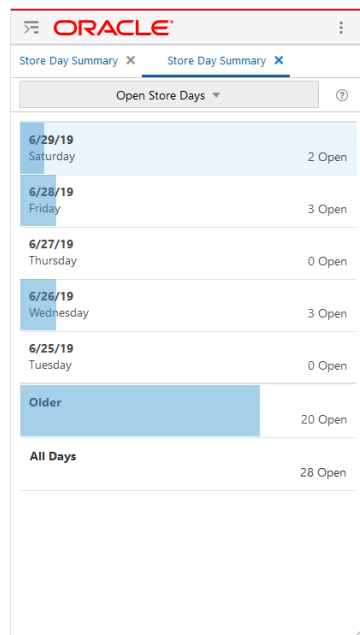 ORACLE
Store Day Summary
Store Day Summary
Open Store Days
6/29/19
Saturday
2 Open
6/28/19
Friday
3 Open
6/27/19
Thursday
0 Open
6/26/19
Wednesday
3 Open
6/25/19
Tuesday
0 Open
Older
20 Open
All Days
28 Open